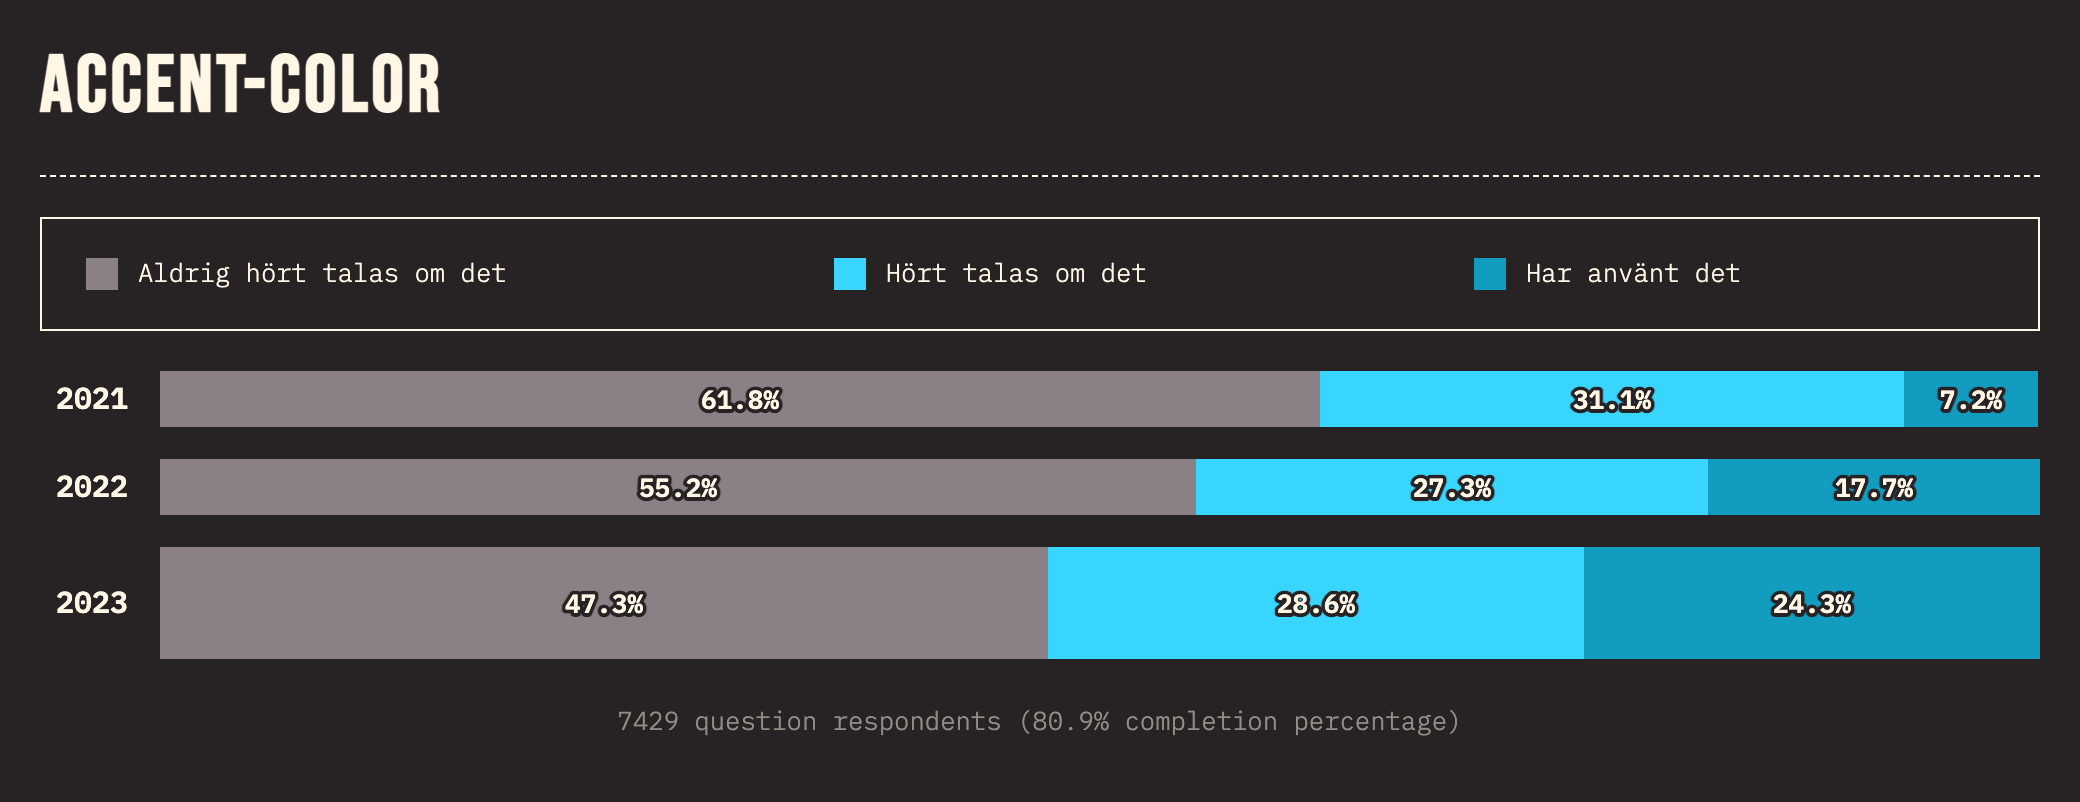 ACCENT-COLOR
Aldrig hört talas om det Hört talas om det Har använt det
2021 61.8% 31.1% 7.2%
2022 55.2% 27.3% 17.7%
2023 47.3% 28.6% 24.3%
7429 question respondents (80.9% completion percentage)